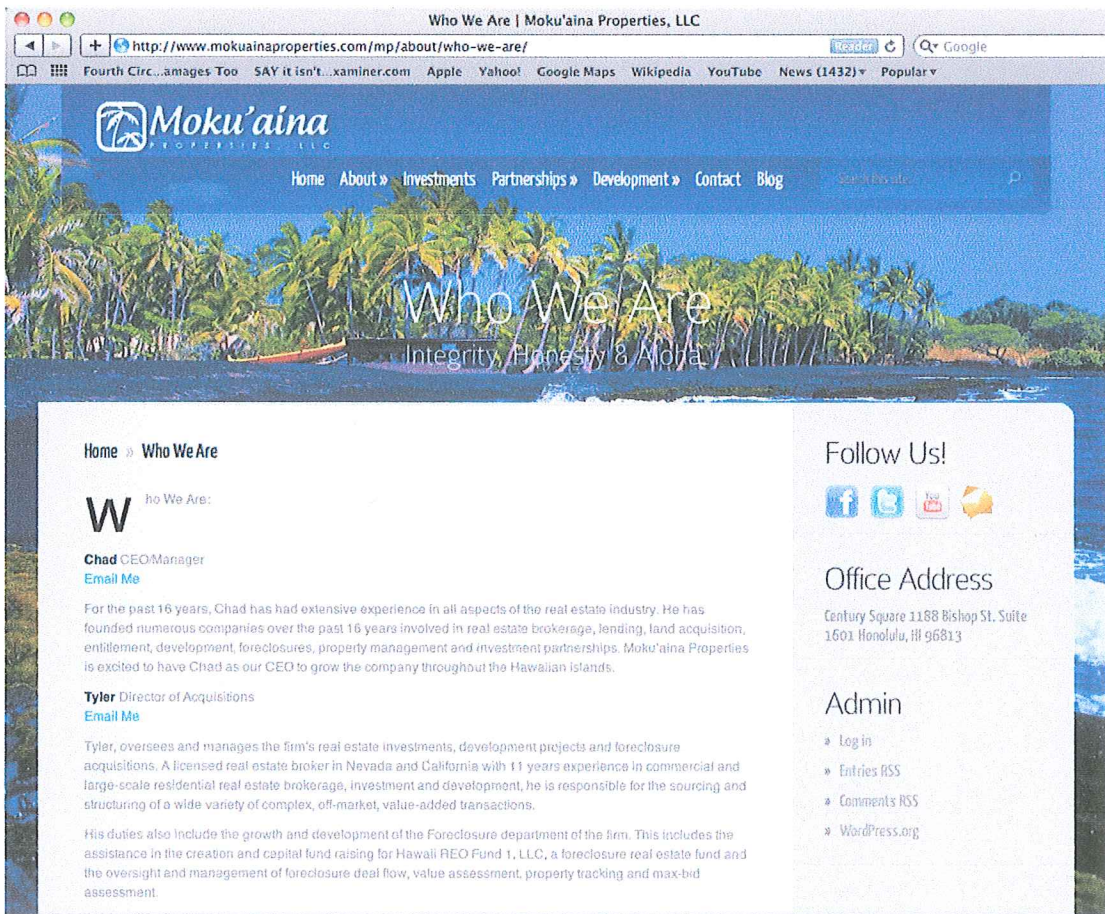 Who We Are | Moku'aina Properties, LLC
http://www.mokuainaproperties.com/mp/about/who-we-are/
Reader
Google
Fourth Circ...amages Too SAY it isn't...xaminer.com Apple Yahoo! Google Maps Wikipedia YouTube News (1432) Popular
Moku'aina
PROPERTIES, LLC
Home About » Investments Partnerships » Development » Contact Blog
Search this site...
Who We Are
Integrity, Honesty & Aloha
Home » Who We Are
Who We Are:
Chad CEO/Manager
Email Me
For the past 16 years, Chad has had extensive experience in all aspects of the real estate industry. He has
founded numerous companies over the past 16 years involved in real estate brokerage, lending, land acquisition,
entitlement, development, foreclosures, property management and investment partnerships. Moku'aina Properties
is excited to have Chad as our CEO to grow the company throughout the Hawaiian islands.
Tyler Director of Acquisitions
Email Me
Tyler, oversees and manages the firm's real estate investments, development projects and foreclosure
acquisitions. A licensed real estate broker in Nevada and California with 11 years experience in commercial and
large-scale residential real estate brokerage, investment and development, he is responsible for the sourcing and
structuring of a wide variety of complex, off-market, value-added transactions.
His duties also include the growth and development of the Foreclosure department of the firm. This includes the
assistance in the creation and capital fund raising for Hawaii REO Fund 1, LLC, a foreclosure real estate fund and
the oversight and management of foreclosure deal flow, value assessment, property tracking and max-bid
assessment.
Follow Us!
You
Tube
Office Address
Century Square 1188 Bishop St. Suite
1601 Honolulu, HI 96813
Admin
» Log in
» Entries RSS
» Comments RSS
» WordPress.org